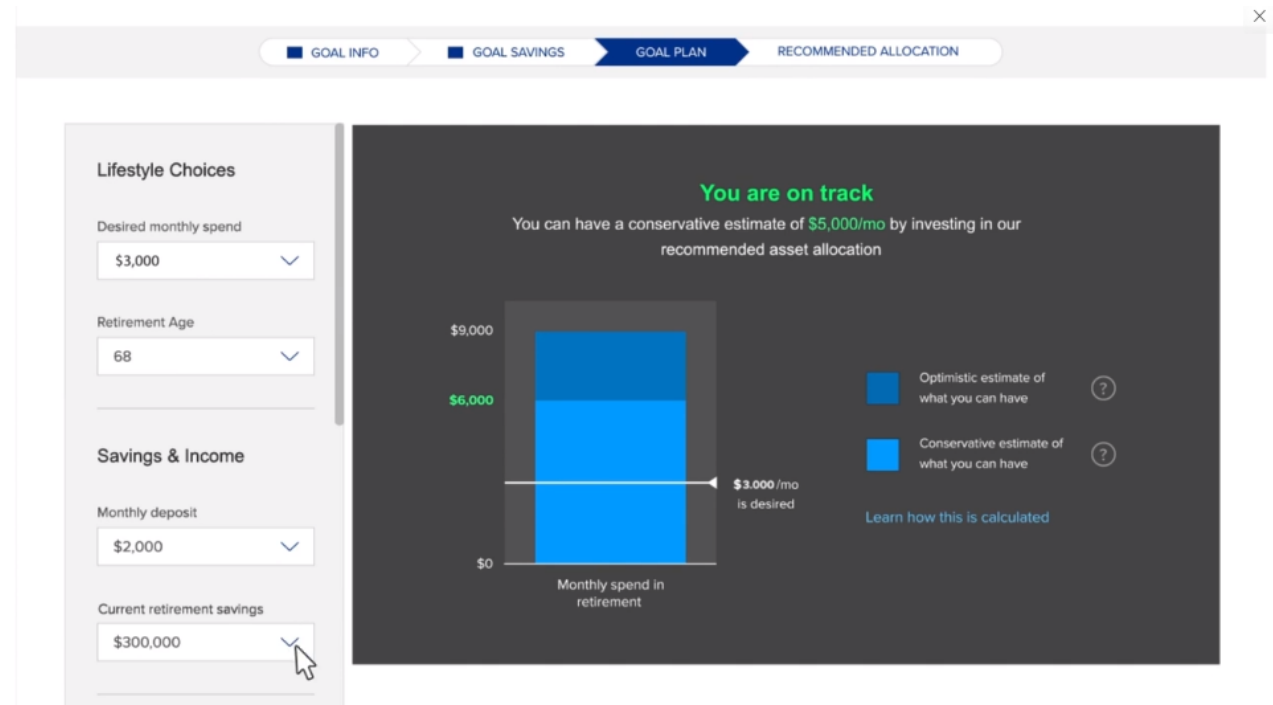 GOAL INFO
GOAL SAVINGS
GOAL PLAN
RECOMMENDED ALLOCATION
Lifestyle Choices
Desired monthly spend
$3,000
Retirement Age
68
Savings & Income
Monthly deposit
$2,000
Current retirement savings
$300,000
You are on track
You can have a conservative estimate of $5,000/mo by investing in our
recommended asset allocation
$9,000
$6,000
$0
$3.000/mo
is desired
Monthly spend in
retirement
Optimistic estimate of
what you can have
?
Conservative estimate of
what you can have
?
Learn how this is calculated